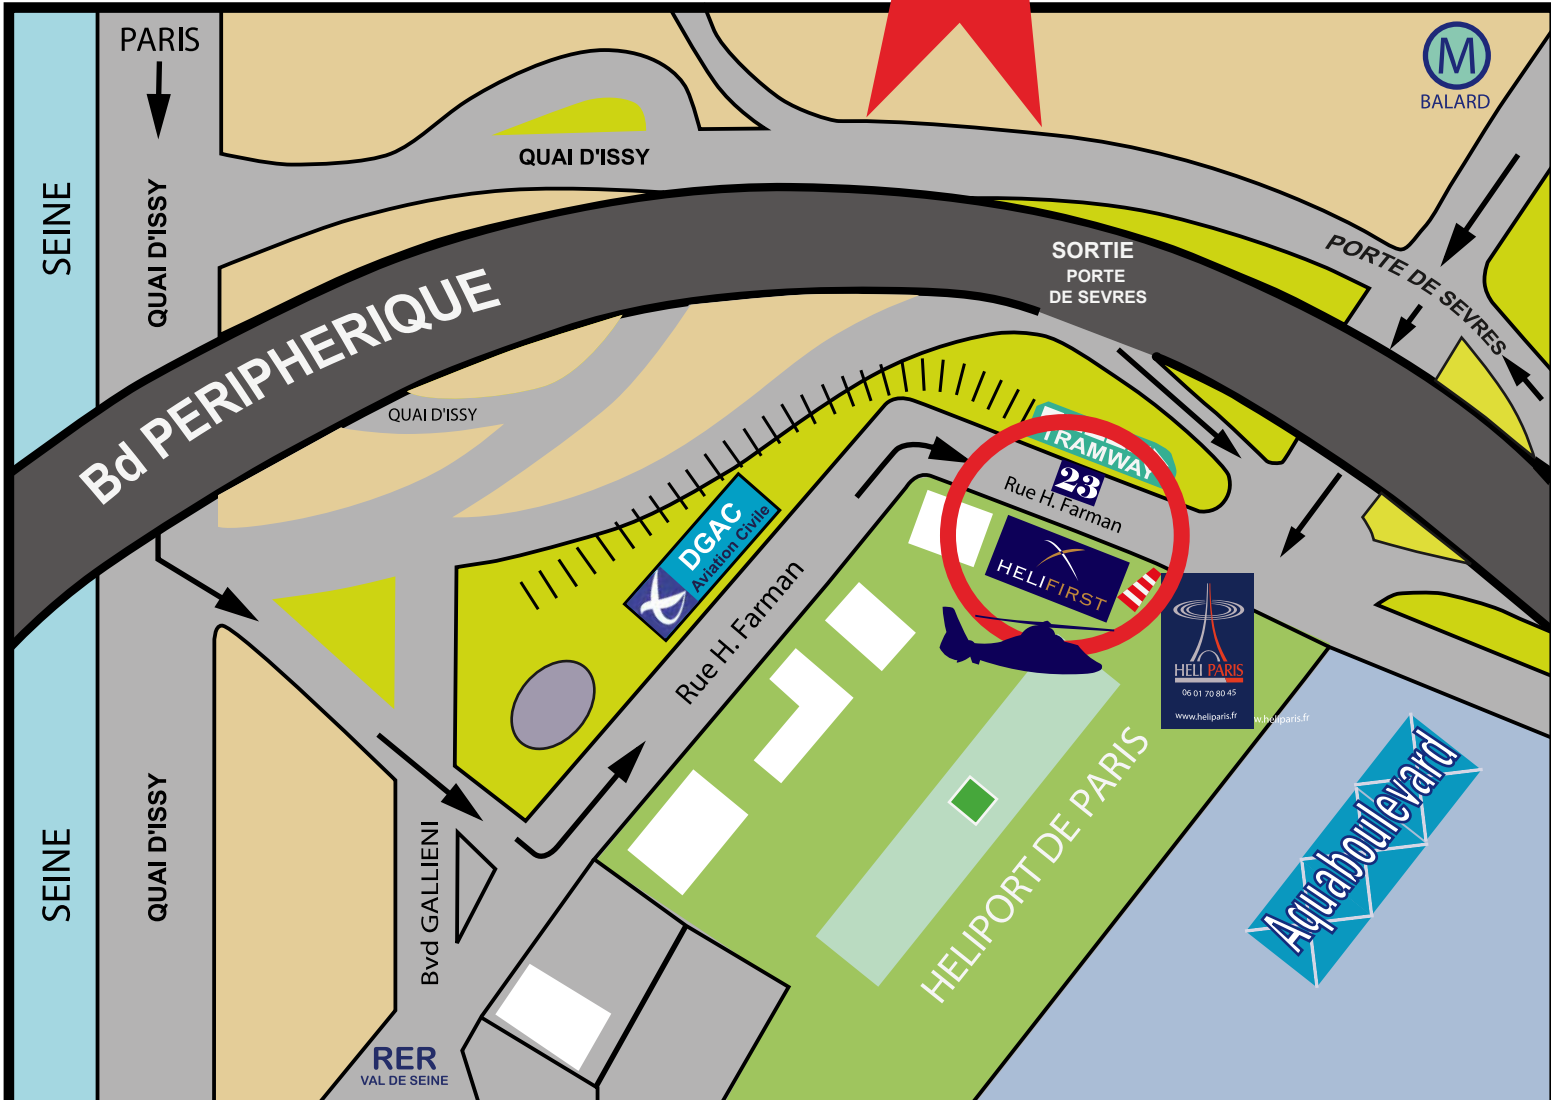 PARIS
M
BALARD
QUAI D'ISSY
SEINE
QUAI D'ISSY
SORTIE
PORTE
DE SEVRES
PORTE DE SEVRES
Bd PERIPHERIQUE
QUAI D'ISSY
TRAMWAY
23
Rue H. Farman
DGAC
Aviation Civile
HELIFIRST
Rue H. Farman
HELI PARIS
06 01 70 80 45
www.heliparis.fr
w.heliparis.fr
HELIPORT DE PARIS
Aquaboulevard
SEINE
QUAI D'ISSY
Bvd GALLIENI
RER
VAL DE SEINE